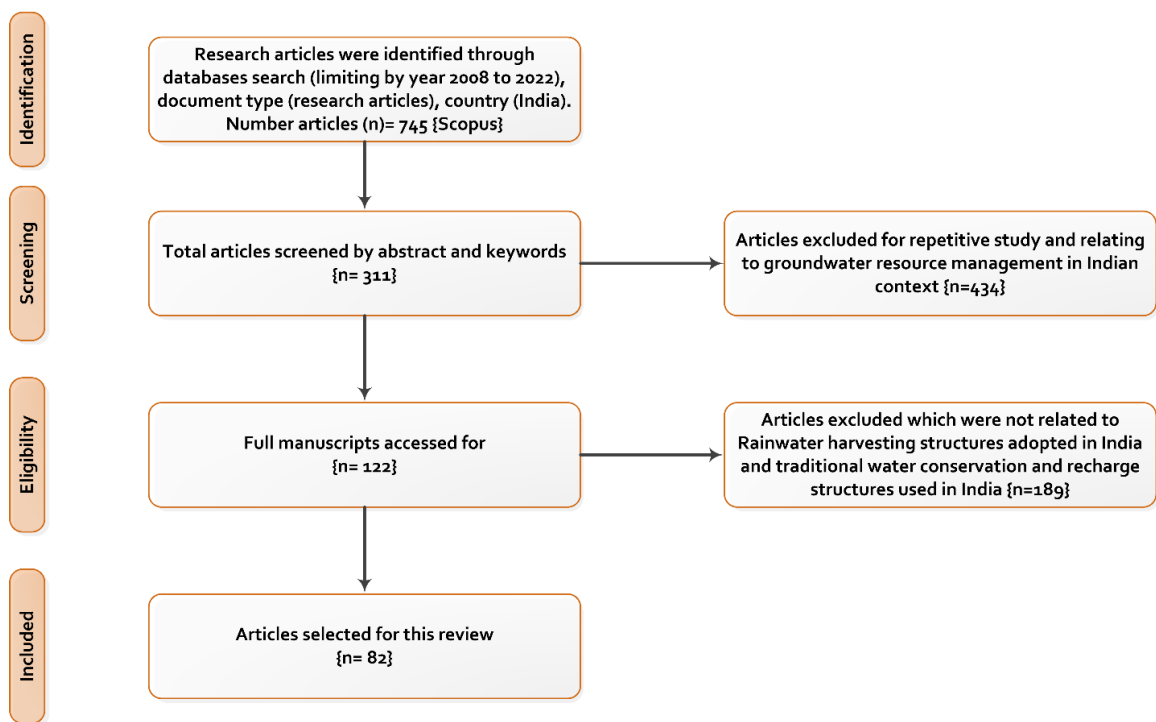 Identification
Research articles were identified through
databases search (limiting by year 2008 to 2022),
document type (research articles), country (India).
Number articles (n)= 745 {Scopus}
Screening
Total articles screened by abstract and keywords
{n= 311}
Articles excluded for repetitive study and relating
to groundwater resource management in Indian
context {n=434}
Eligibility
Full manuscripts accessed for
{n= 122}
Articles excluded which were not related to
Rainwater harvesting structures adopted in India
and traditional water conservation and recharge
structures used in India {n=189}
Included
Articles selected for this review
{n= 82}